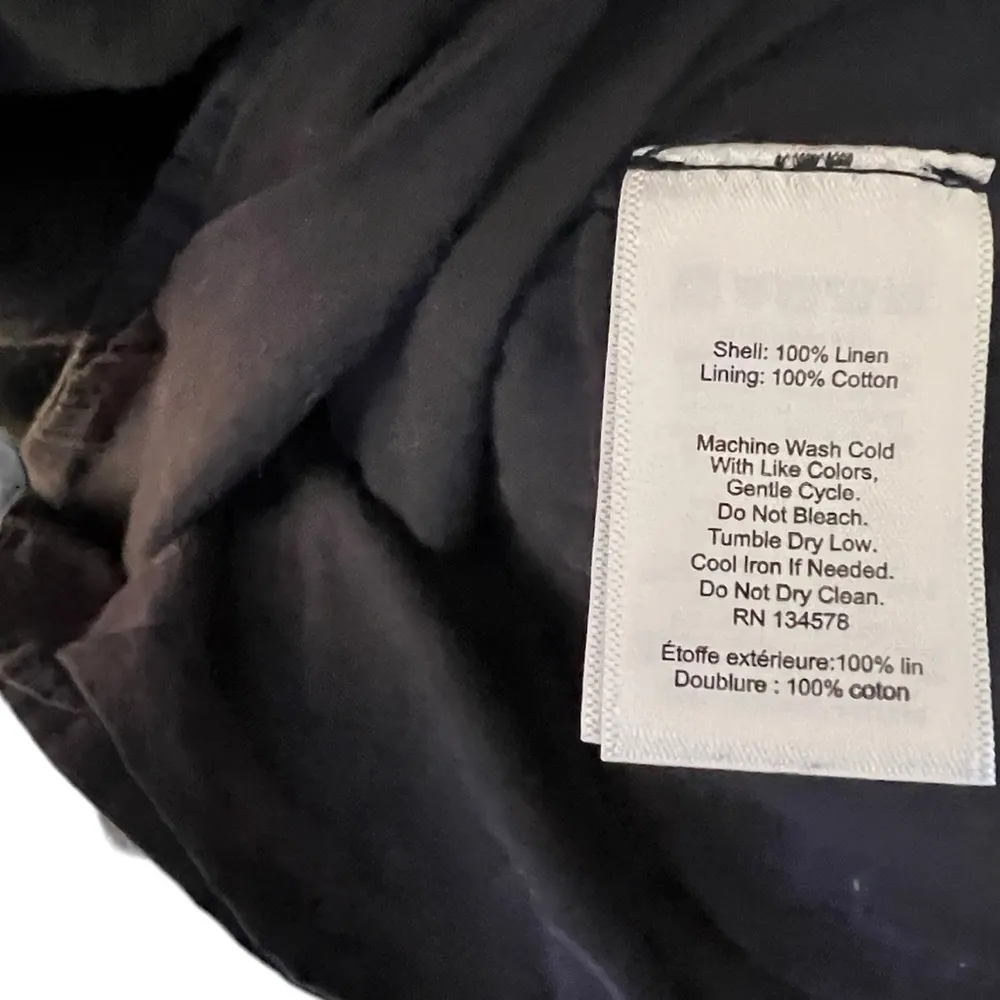 Shell: 100% Linen
Lining: 100% Cotton
Machine Wash Cold
With Like Colors,
Gentle Cycle.
Do Not Bleach.
Tumble Dry Low.
Cool Iron If Needed.
Do Not Dry Clean.
RN 134578
Étoffe extérieure:100% lin
Doublure : 100% coton